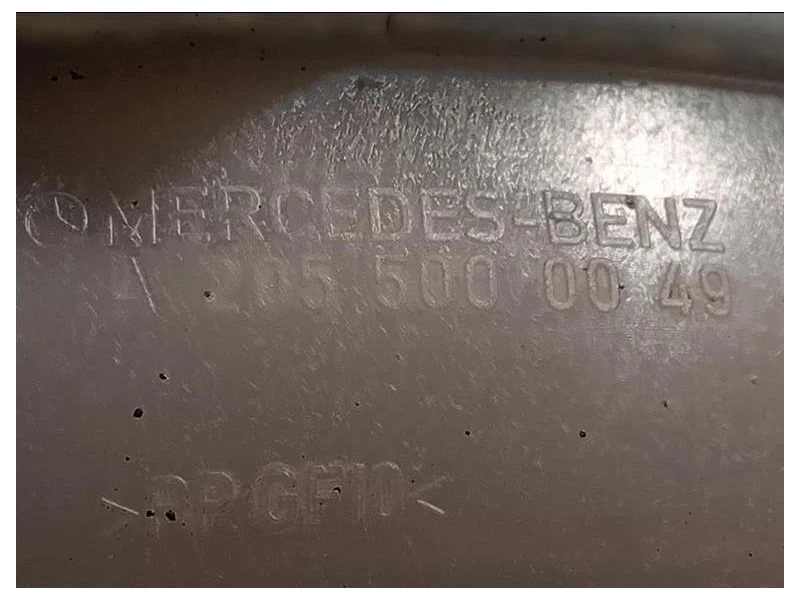 MERCEDES-BENZ
A 205 500 00 49
>PP GF10<